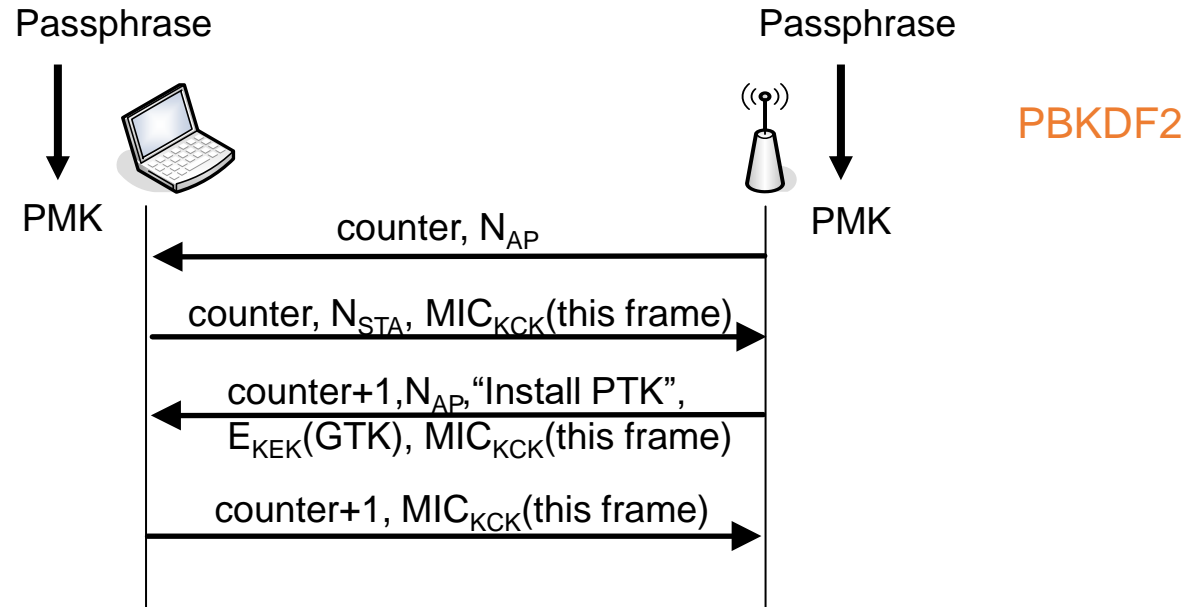 Passphrase
Passphrase
PBKDF2
PMK
PMK
counter, N_AP
counter, N_STA, MIC_KCK(this frame)
counter+1,N_AP,“Install PTK”,
E_KEK(GTK), MIC_KCK(this frame)
counter+1, MIC_KCK(this frame)